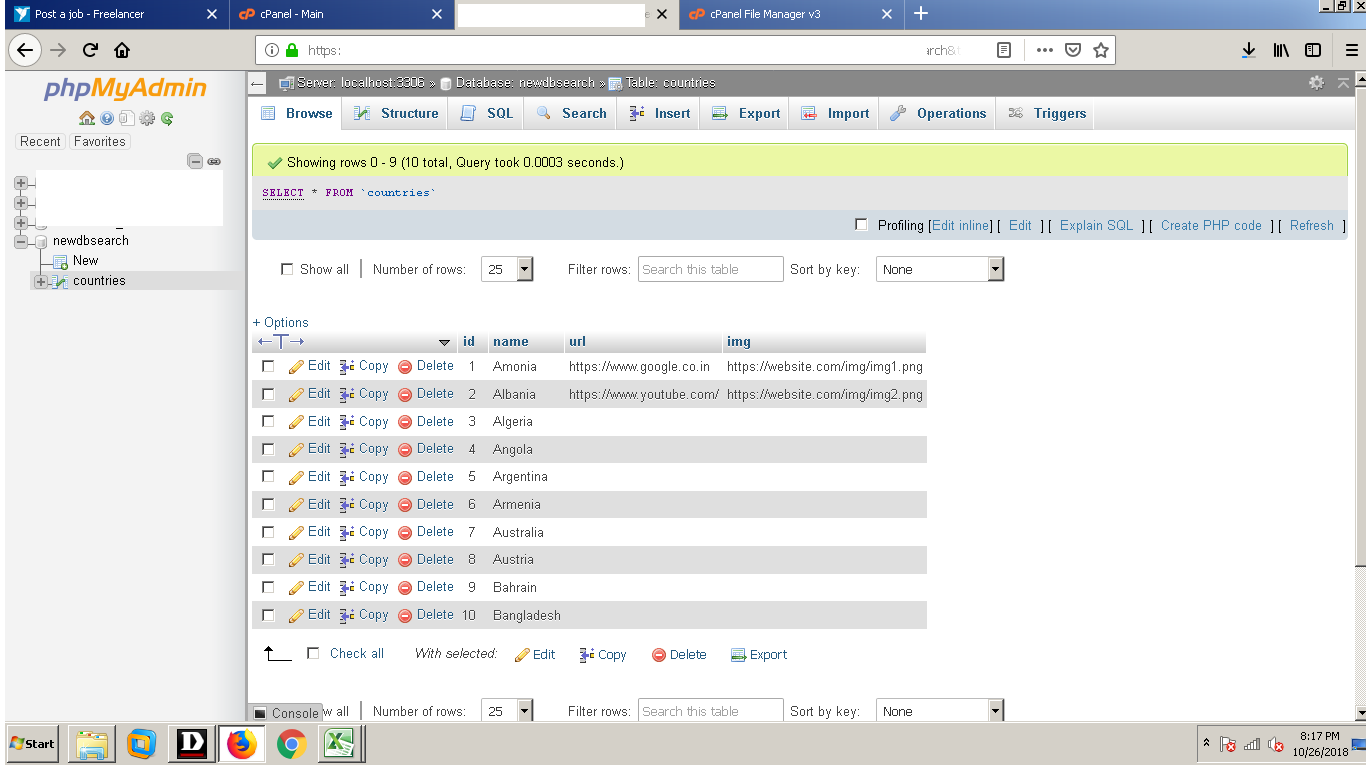 Post a job - Freelancer cPanel - Main cPanel File Manager v3
https:
phpMyAdmin
Recent Favorites
newdbsearch
New
countries
Server: localhost:3306 » Database: newdbsearch » Table: countries
Browse Structure SQL Search Insert Export Import Operations Triggers
Showing rows 0 - 9 (10 total, Query took 0.0003 seconds.)
SELECT * FROM `countries`
Profiling [Edit inline] [ Edit ] [ Explain SQL ] [ Create PHP code ] [ Refresh ]
Show all Number of rows: 25 Filter rows: Search this table Sort by key: None
+ Options
id name url img
Edit Copy Delete 1 Amonia https://www.google.co.in https://website.com/img/img1.png
Edit Copy Delete 2 Albania https://www.youtube.com/ https://website.com/img/img2.png
Edit Copy Delete 3 Algeria
Edit Copy Delete 4 Angola
Edit Copy Delete 5 Argentina
Edit Copy Delete 6 Armenia
Edit Copy Delete 7 Australia
Edit Copy Delete 8 Austria
Edit Copy Delete 9 Bahrain
Edit Copy Delete 10 Bangladesh
Check all With selected: Edit Copy Delete Export
Console w all Number of rows: 25 Filter rows: Search this table Sort by key: None
Start D 8:17 PM
10/26/2018